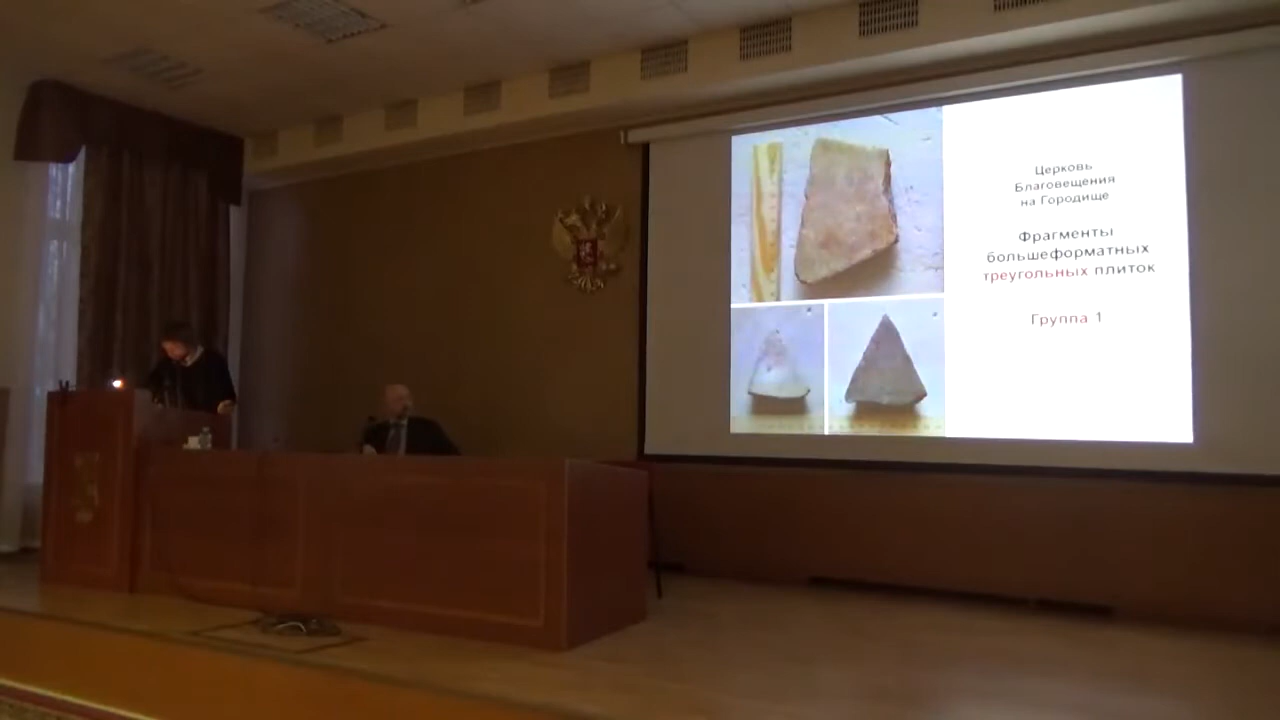 Церковь
Благовещения
на Городище
Фрагменты
большеформатных
треугольных плиток
Группа 1